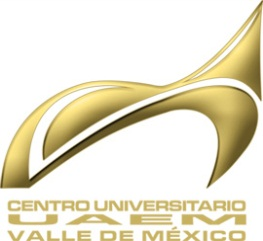 CENTRO UNIVERSITARIO
UAEM
VALLE DE MÉXICO